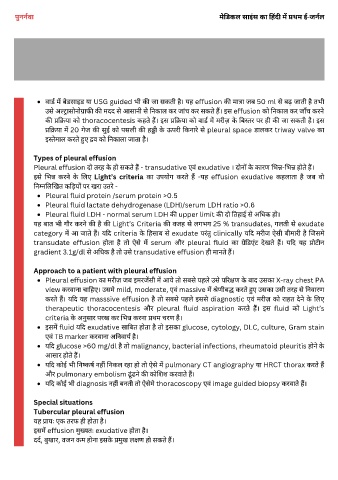 पुनर्नवा
मेडिकल साइंस का हिंदी में प्रथम ई-जर्नल
• वार्ड में बेडसाइड या USG guided भी की जा सकती है। यह effusion की मात्रा जब 50 ml से बढ़ जाती है तभी
उसे अल्ट्रासोनोग्राफी की मदद से आसानी से निकाल कर जांच कर सकते हैं। इस effusion को निकाल कर जाँच करने
की प्रक्रिया को thoracocentesis कहते हैं। इस प्रक्रिया को वार्ड में मरीज़ के बिस्तर पर ही की जा सकती है। इस
प्रक्रिया में 20 गेज की सुई को पसली की हड्डी के ऊपरी किनारे से pleural space डालकर triway valve का
इस्तेमाल करते हुए द्रव को निकाला जाता है।
Types of pleural effusion
Pleural effusion दो तरह के हो सकते हैं - transudative एवं exudative । दोनों के कारण भिन्न-भिन्न होते हैं।
इसे भिन्न करने के लिए Light's criteria का उपयोग करते हैं -यह effusion exudative कहलाता है जब वो
निम्नलिखित कड़ियों पर खरा उतरे -
• Pleural fluid protein /serum protein >0.5
• Pleural fluid lactate dehydrogenase (LDH)/serum LDH ratio >0.6
• Pleural fluid LDH - normal serum LDH की upper limit की दो तिहाई से अधिक हो।
यह बात भी गौर करने की है की Light's Criteria की वजह से लगभग 25 % transudates, गलती से exudate
category में आ जाते हैं। यदि criteria के हिसाब से exudate परंतु clinically यदि मरीज़ ऐसी बीमारी है जिसमें
transudate effusion होता है तो ऐसे में serum और pleural fluid का ग्रेडिएंट देखते हैं। यदि यह प्रोटीन
gradient 3.1g/dl से अधिक है तो उसे transudative effusion ही मानते हैं।
Approach to a patient with pleural effusion
• Pleural effusion का मरीज जब इमरजेंसी में आये तो सबसे पहले उसे परिक्षण के बाद उसका X-ray chest PA
view करवाना चाहिए। उसमें mild, moderate, एवं massive में श्रेणीबद्ध करते हुए उसका उसी तरह से निवारण
करते हैं। यदि यह masssive effusion है तो सबसे पहले इससे diagnostic एवं मरीज़ को राहत देने के लिए
therapeutic thoracocentesis और pleural fluid aspiration करते हैं। इस fluid को Light's
criteria के अनुसार परख कर भिन्न करना प्रथम चरण है।
• इसमें fluid यदि exudative साबित होता है तो इसका glucose, cytology, DLC, culture, Gram stain
एवं TB marker करवाना अनिवार्य है।
• यदि glucose >60 mg/dl है तो malignancy, bacterial infections, rheumatoid pleuritis होने के
आसार होते हैं।
• यदि कोई भी निष्कर्ष नहीं निकल रहा हो तो ऐसे में pulmonary CT angiography या HRCT thorax करते हैं
और pulmonary embolism ढूंढ़ने की कोशिश करवाते हैं।
• यदि कोई भी diagnosis नहीं बनती तो ऐसेमे thoracoscopy एवं image guided biopsy करवाते हैं।
Special situations
Tubercular pleural effusion
यह प्रायः एक तरफ ही होता है।
इसमें effusion मुख्यतः exudative होता है।
दर्द, बुखार, वजन कम होना इसके प्रमुख लक्षण हो सकते हैं।